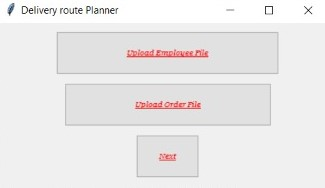 Delivery route Planner
Upload Employee File
Upload Order File
Next